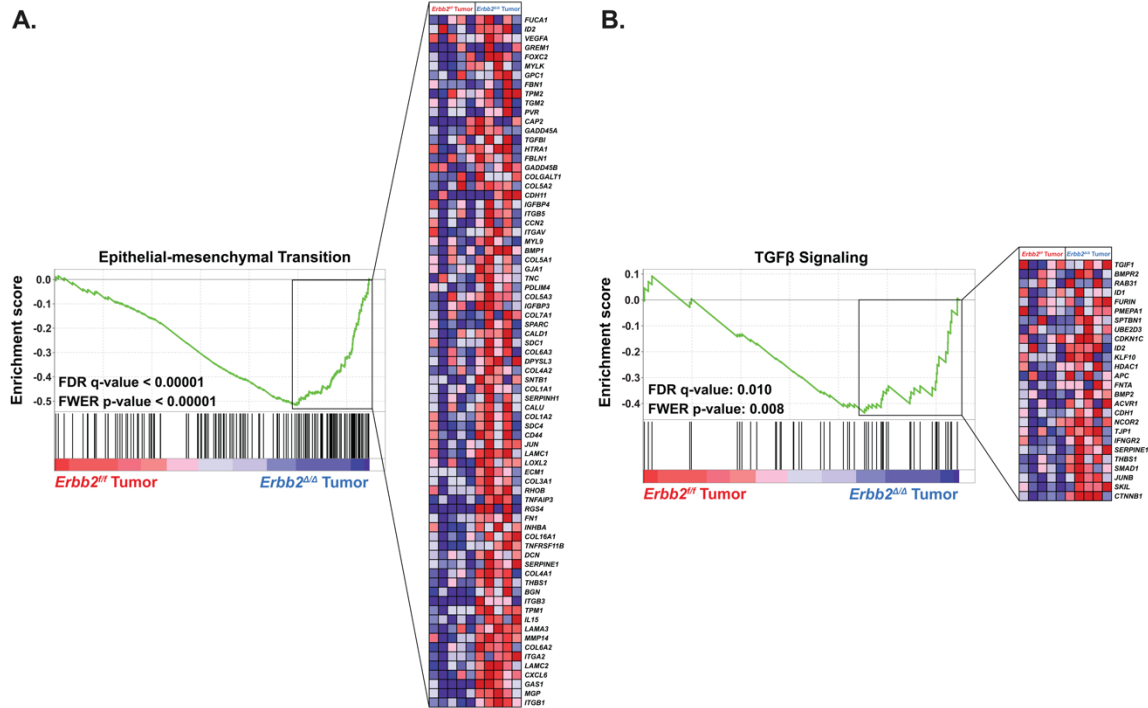 A.
Erbb2f/f Tumor Erbb2Δ/Δ Tumor
FUCA1
ID2
VEGFA
GREM1
FOXC2
MYLK
GPC1
FBN1
TPM2
TGM2
PVR
CAP2
GADD45A
TGFBI
HTRA1
FBLN1
GADD45B
COLGALT1
COL5A2
CDH11
IGFBP4
ITGB5
CCN2
ITGAV
MYL9
BMP1
COL5A1
GJA1
TNC
PDLIM4
COL5A3
IGFBP3
COL7A1
SPARC
CALD1
SDC1
COL6A3
DPYSL3
COL4A2
SNTB1
COL1A1
SERPINH1
CALU
COL1A2
SDC4
CD44
JUN
LAMC1
LOXL2
ECM1
COL3A1
RHOB
TNFAIP3
RGS4
FN1
INHBA
COL16A1
TNFRSF11B
DCN
SERPINE1
COL4A1
THBS1
BGN
ITGB3
TPM1
IL15
LAMA3
MMP14
COL6A2
ITGA2
LAMC2
CXCL6
GAS1
MGP
ITGB1
Epithelial-mesenchymal Transition
Enrichment score
0.0
-0.1
-0.2
-0.3
-0.4
-0.5
FDR q-value < 0.00001
FWER p-value < 0.00001
Erbb2f/f Tumor Erbb2Δ/Δ Tumor
B.
TGFβ Signaling
Enrichment score
0.1
0.0
-0.1
-0.2
-0.3
-0.4
FDR q-value: 0.010
FWER p-value: 0.008
Erbb2f/f Tumor Erbb2Δ/Δ Tumor
Erbb2f/f Tumor Erbb2Δ/Δ Tumor
TGIF1
BMPR2
RAB31
ID1
FURIN
PMEPA1
SPTBN1
UBE2D3
CDKN1C
ID2
KLF10
HDAC1
APC
FNTA
BMP2
ACVR1
CDH1
NCOR2
TJP1
IFNGR2
SERPINE1
THBS1
SMAD1
JUNB
SKIL
CTNNB1